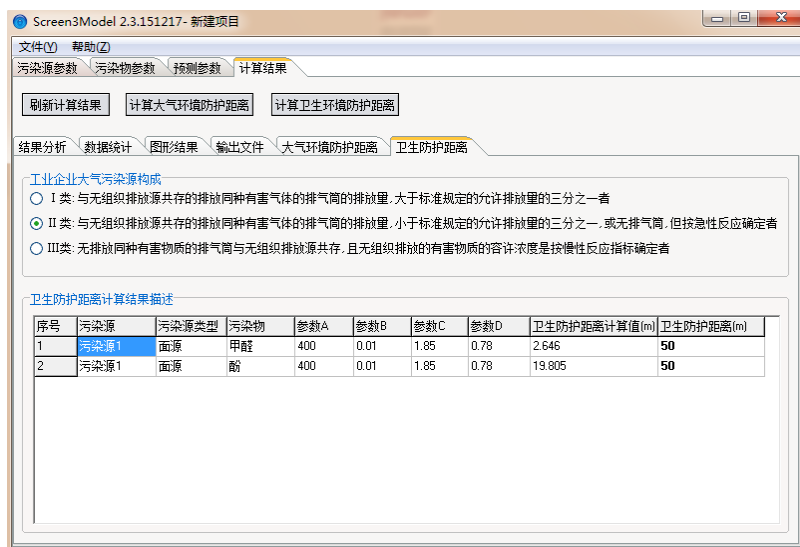 Screen3Model 2.3.151217- 新建项目
文件(Y) 帮助(Z)
污染源参数 污染物参数 预测参数 计算结果
刷新计算结果 计算大气环境防护距离 计算卫生环境防护距离
结果分析 数据统计 图形结果 输出文件 大气环境防护距离 卫生防护距离
工业企业大气污染源构成
I 类: 与无组织排放源共存的排放同种有害气体的排气筒的排放量,大于标准规定的允许排放量的三分之一者
II 类: 与无组织排放源共存的排放同种有害气体的排气筒的排放量,小于标准规定的允许排放量的三分之一,或无排气筒,但按急性反应确定者
III类: 无排放同种有害物质的排气筒与无组织排放源共存,且无组织排放的有害物质的容许浓度是按慢性反应指标确定者
卫生防护距离计算结果描述
序号 污染源 污染源类型 污染物 参数A 参数B 参数C 参数D 卫生防护距离计算值(m) 卫生防护距离(m)
1 污染源1 面源 甲醛 400 0.01 1.85 0.78 2.646 50
2 污染源1 面源 酚 400 0.01 1.85 0.78 19.805 50